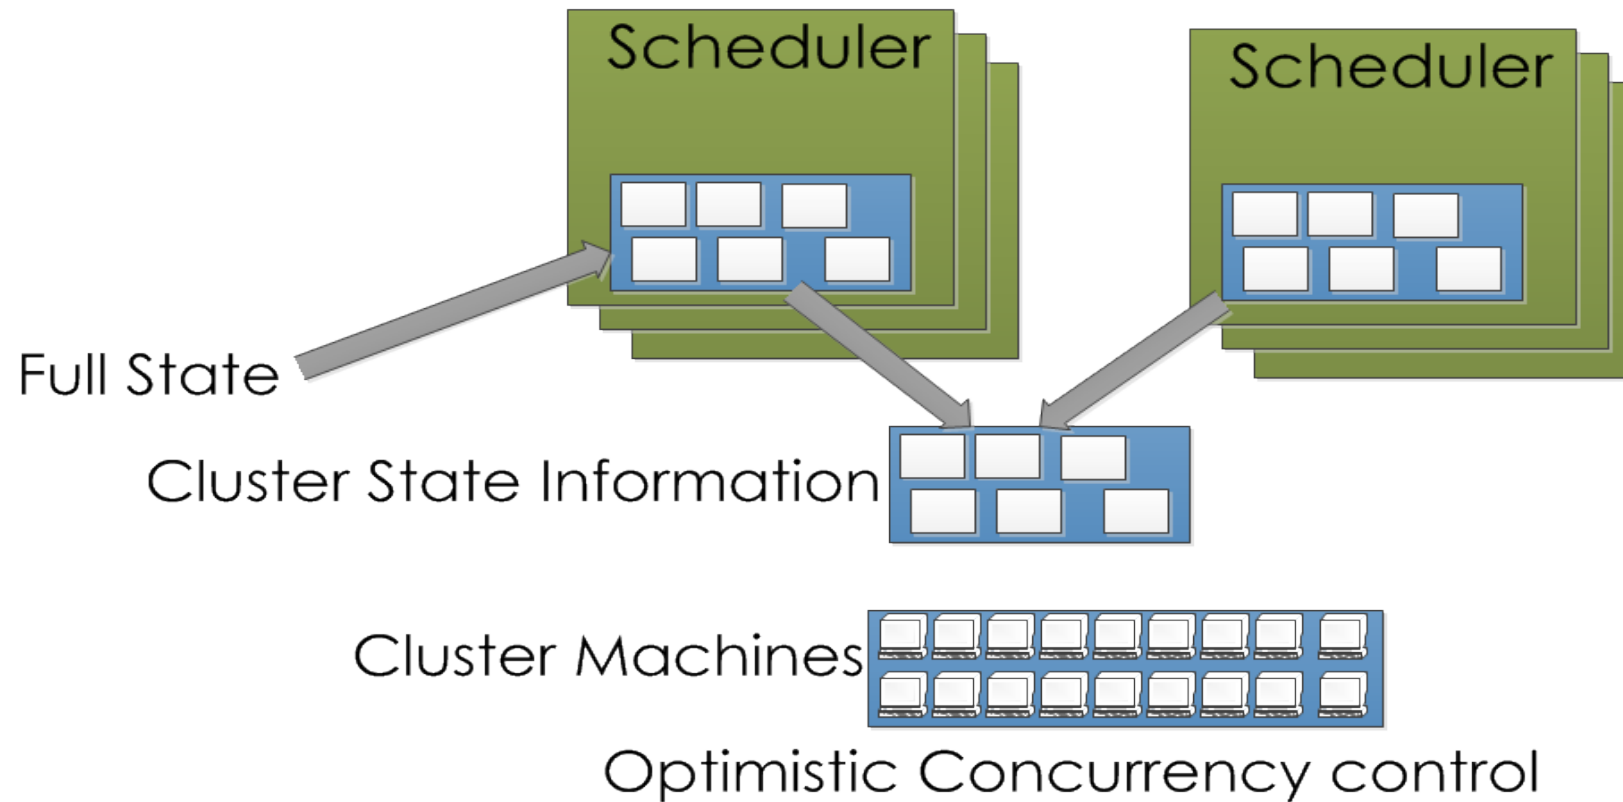 Scheduler
Scheduler
Full State
Cluster State Information
Cluster Machines
Optimistic Concurrency control